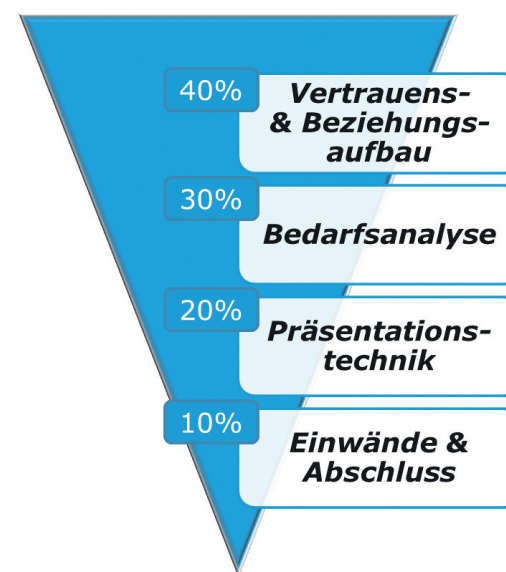 40%
Vertrauens-
& Beziehungs-
aufbau
30%
Bedarfsanalyse
20%
Präsentations-
technik
10%
Einwände &
Abschluss